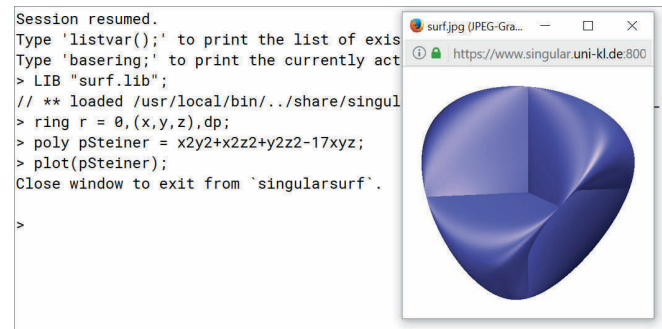 Session resumed.
Type 'listvar();' to print the list of exis
Type 'basering;' to print the currently act
> LIB "surf.lib";
// ** loaded /usr/local/bin/../share/singul
> ring r = 0,(x,y,z),dp;
> poly pSteiner = x2y2+x2z2+y2z2-17xyz;
> plot(pSteiner);
Close window to exit from `singularsurf`.
>
surf.jpg (JPEG-Gra...
https://www.singular.uni-kl.de:800